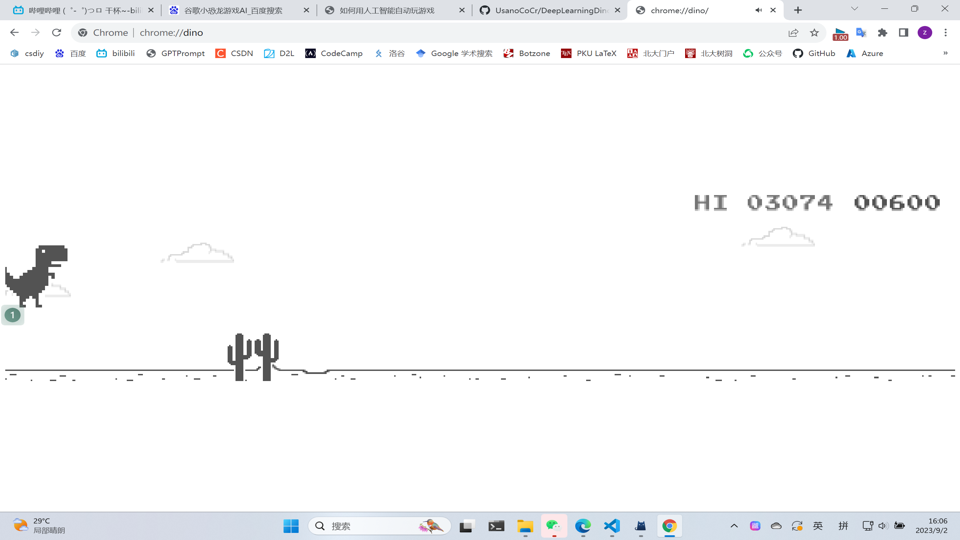 哔哩哔哩 (゜-゜)つロ 干杯~-bili
谷歌小恐龙游戏AI_百度搜索
如何用人工智能自动玩游戏
UsanoCoCr/DeepLearningDin
chrome://dino/
Chrome | chrome://dino
1.00
z
csdiy
百度
bilibili
GPTPrompt
CSDN
D2L
CodeCamp
洛谷
Google 学术搜索
Botzone
PKU LaTeX
北大门户
北大树洞
公众号
GitHub
Azure
»
HI 03074 00600
1
29°C
局部晴朗
搜索
英
拼
16:06
2023/9/2